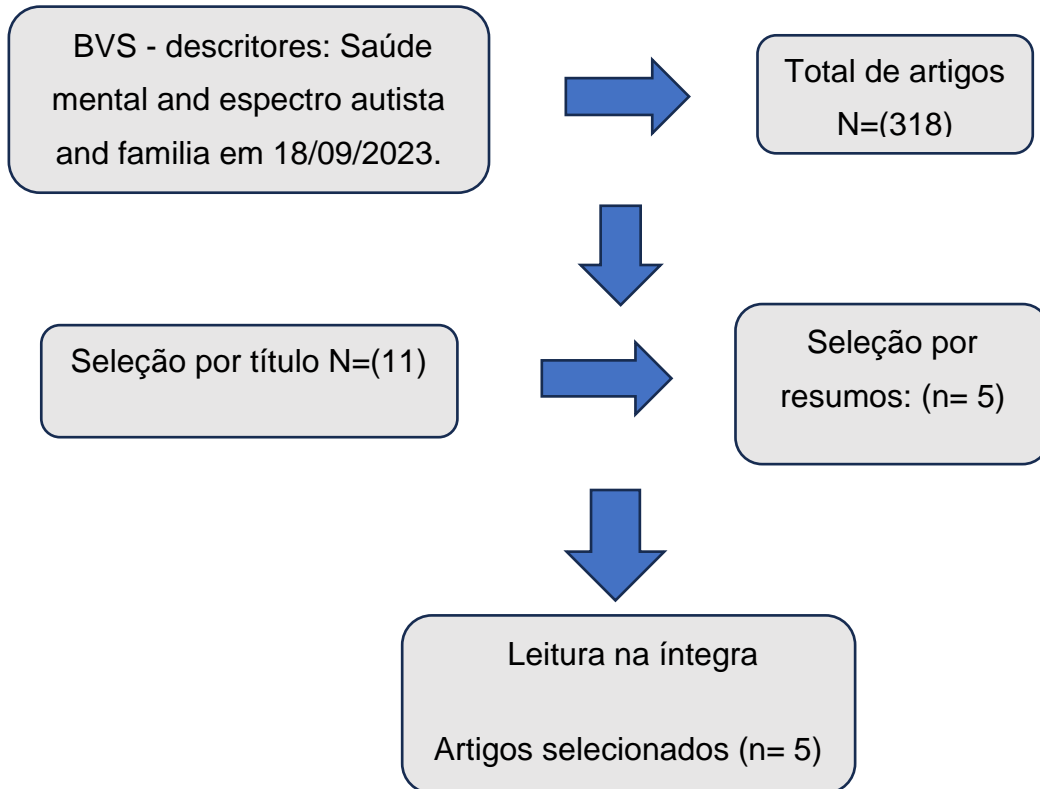 BVS - descritores: Saúde
mental and espectro autista
and familia em 18/09/2023.
Total de artigos
N=(318)
Seleção por título N=(11)
Seleção por
resumos: (n= 5)
Leitura na íntegra
Artigos selecionados (n= 5)